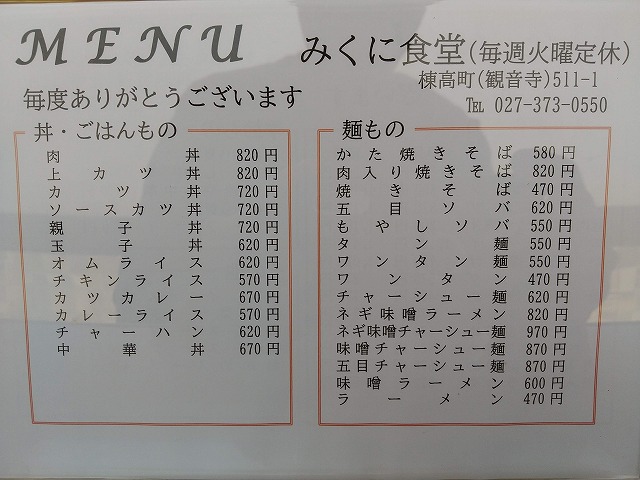 MENU みくに食堂(毎週火曜定休)
棟高町(観音寺)511-1
毎度ありがとうございます ℡ 027-373-0550
丼・ごはんもの
肉丼 820円
上カツ丼 820円
カツ丼 720円
ソースカツ丼 720円
親子丼 720円
玉子丼 620円
オムライス 620円
チキンライス 570円
カツカレー 670円
カレーライス 570円
チャーハン 620円
中華丼 670円
麺もの
かた焼きそば 580円
肉入り焼きそば 820円
焼きそば 470円
五目ソバ 620円
もやしソバ 550円
タン麺 550円
ワンタン麺 550円
ワンタン 470円
チャーシュー麺 620円
ネギ味噌ラーメン 820円
ネギ味噌チャーシュー麺 970円
味噌チャーシュー麺 870円
五目チャーシュー麺 870円
味噌ラーメン 600円
ラーメン 470円